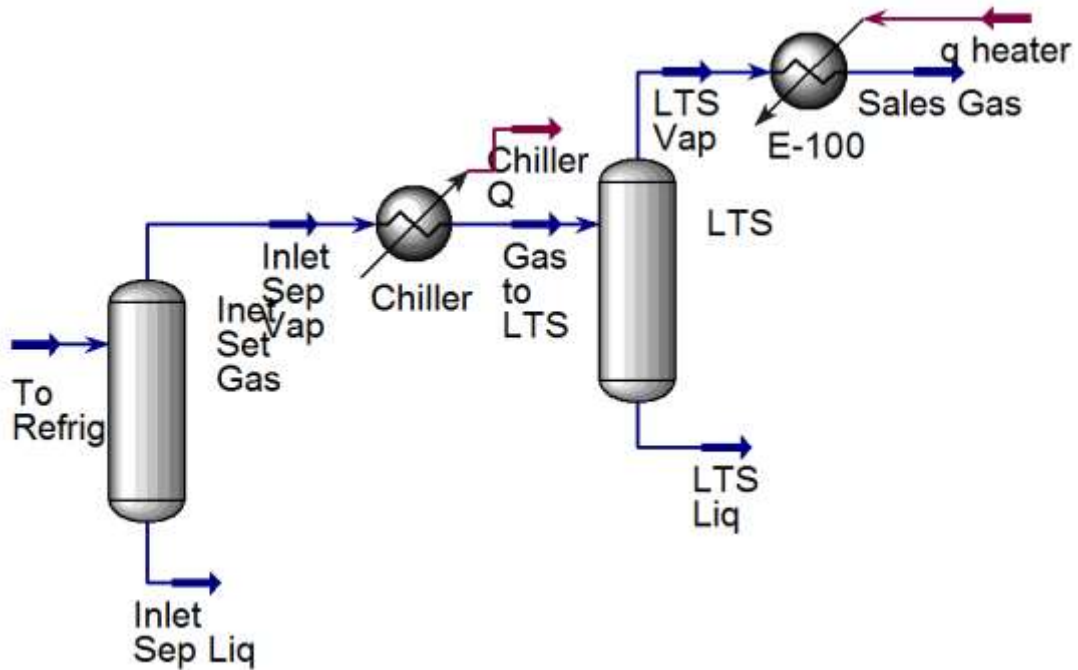 q heater
LTS
Vap
Sales Gas
E-100
Chiller
Q
LTS
Inlet
Sep
Vap
Gas
to
LTS
Chiller
Inet
Set
Gas
To
Refrig
LTS
Liq
Inlet
Sep Liq